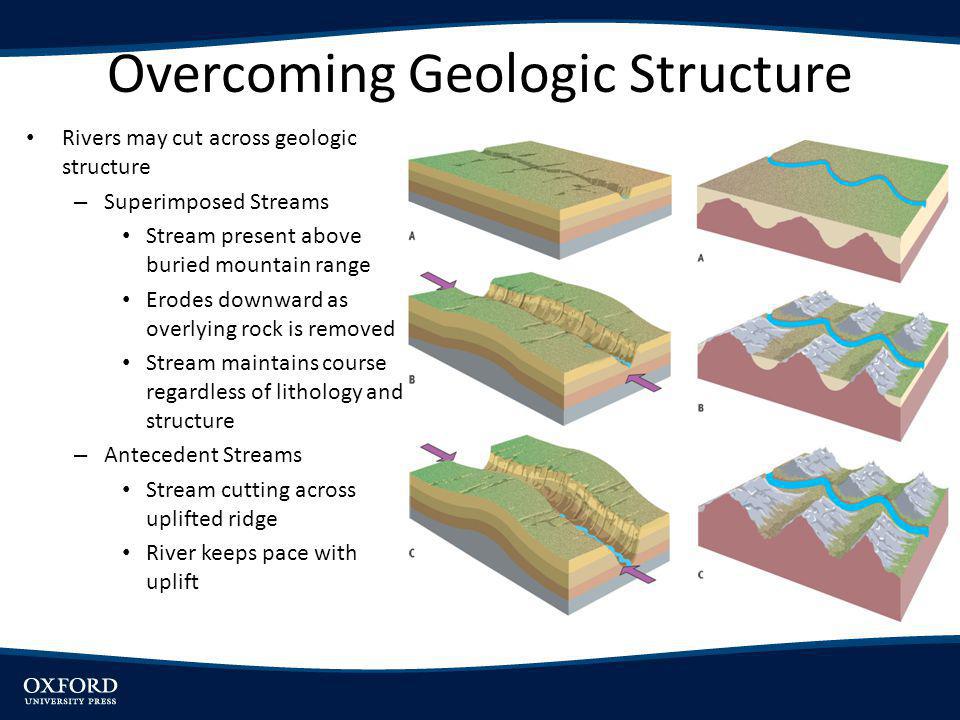 Overcoming Geologic Structure
• Rivers may cut across geologic
structure
– Superimposed Streams
• Stream present above
buried mountain range
• Erodes downward as
overlying rock is removed
• Stream maintains course
regardless of lithology and
structure
– Antecedent Streams
• Stream cutting across
uplifted ridge
• River keeps pace with
uplift
A
B
C
A
B
C
OXFORD
UNIVERSITY PRESS